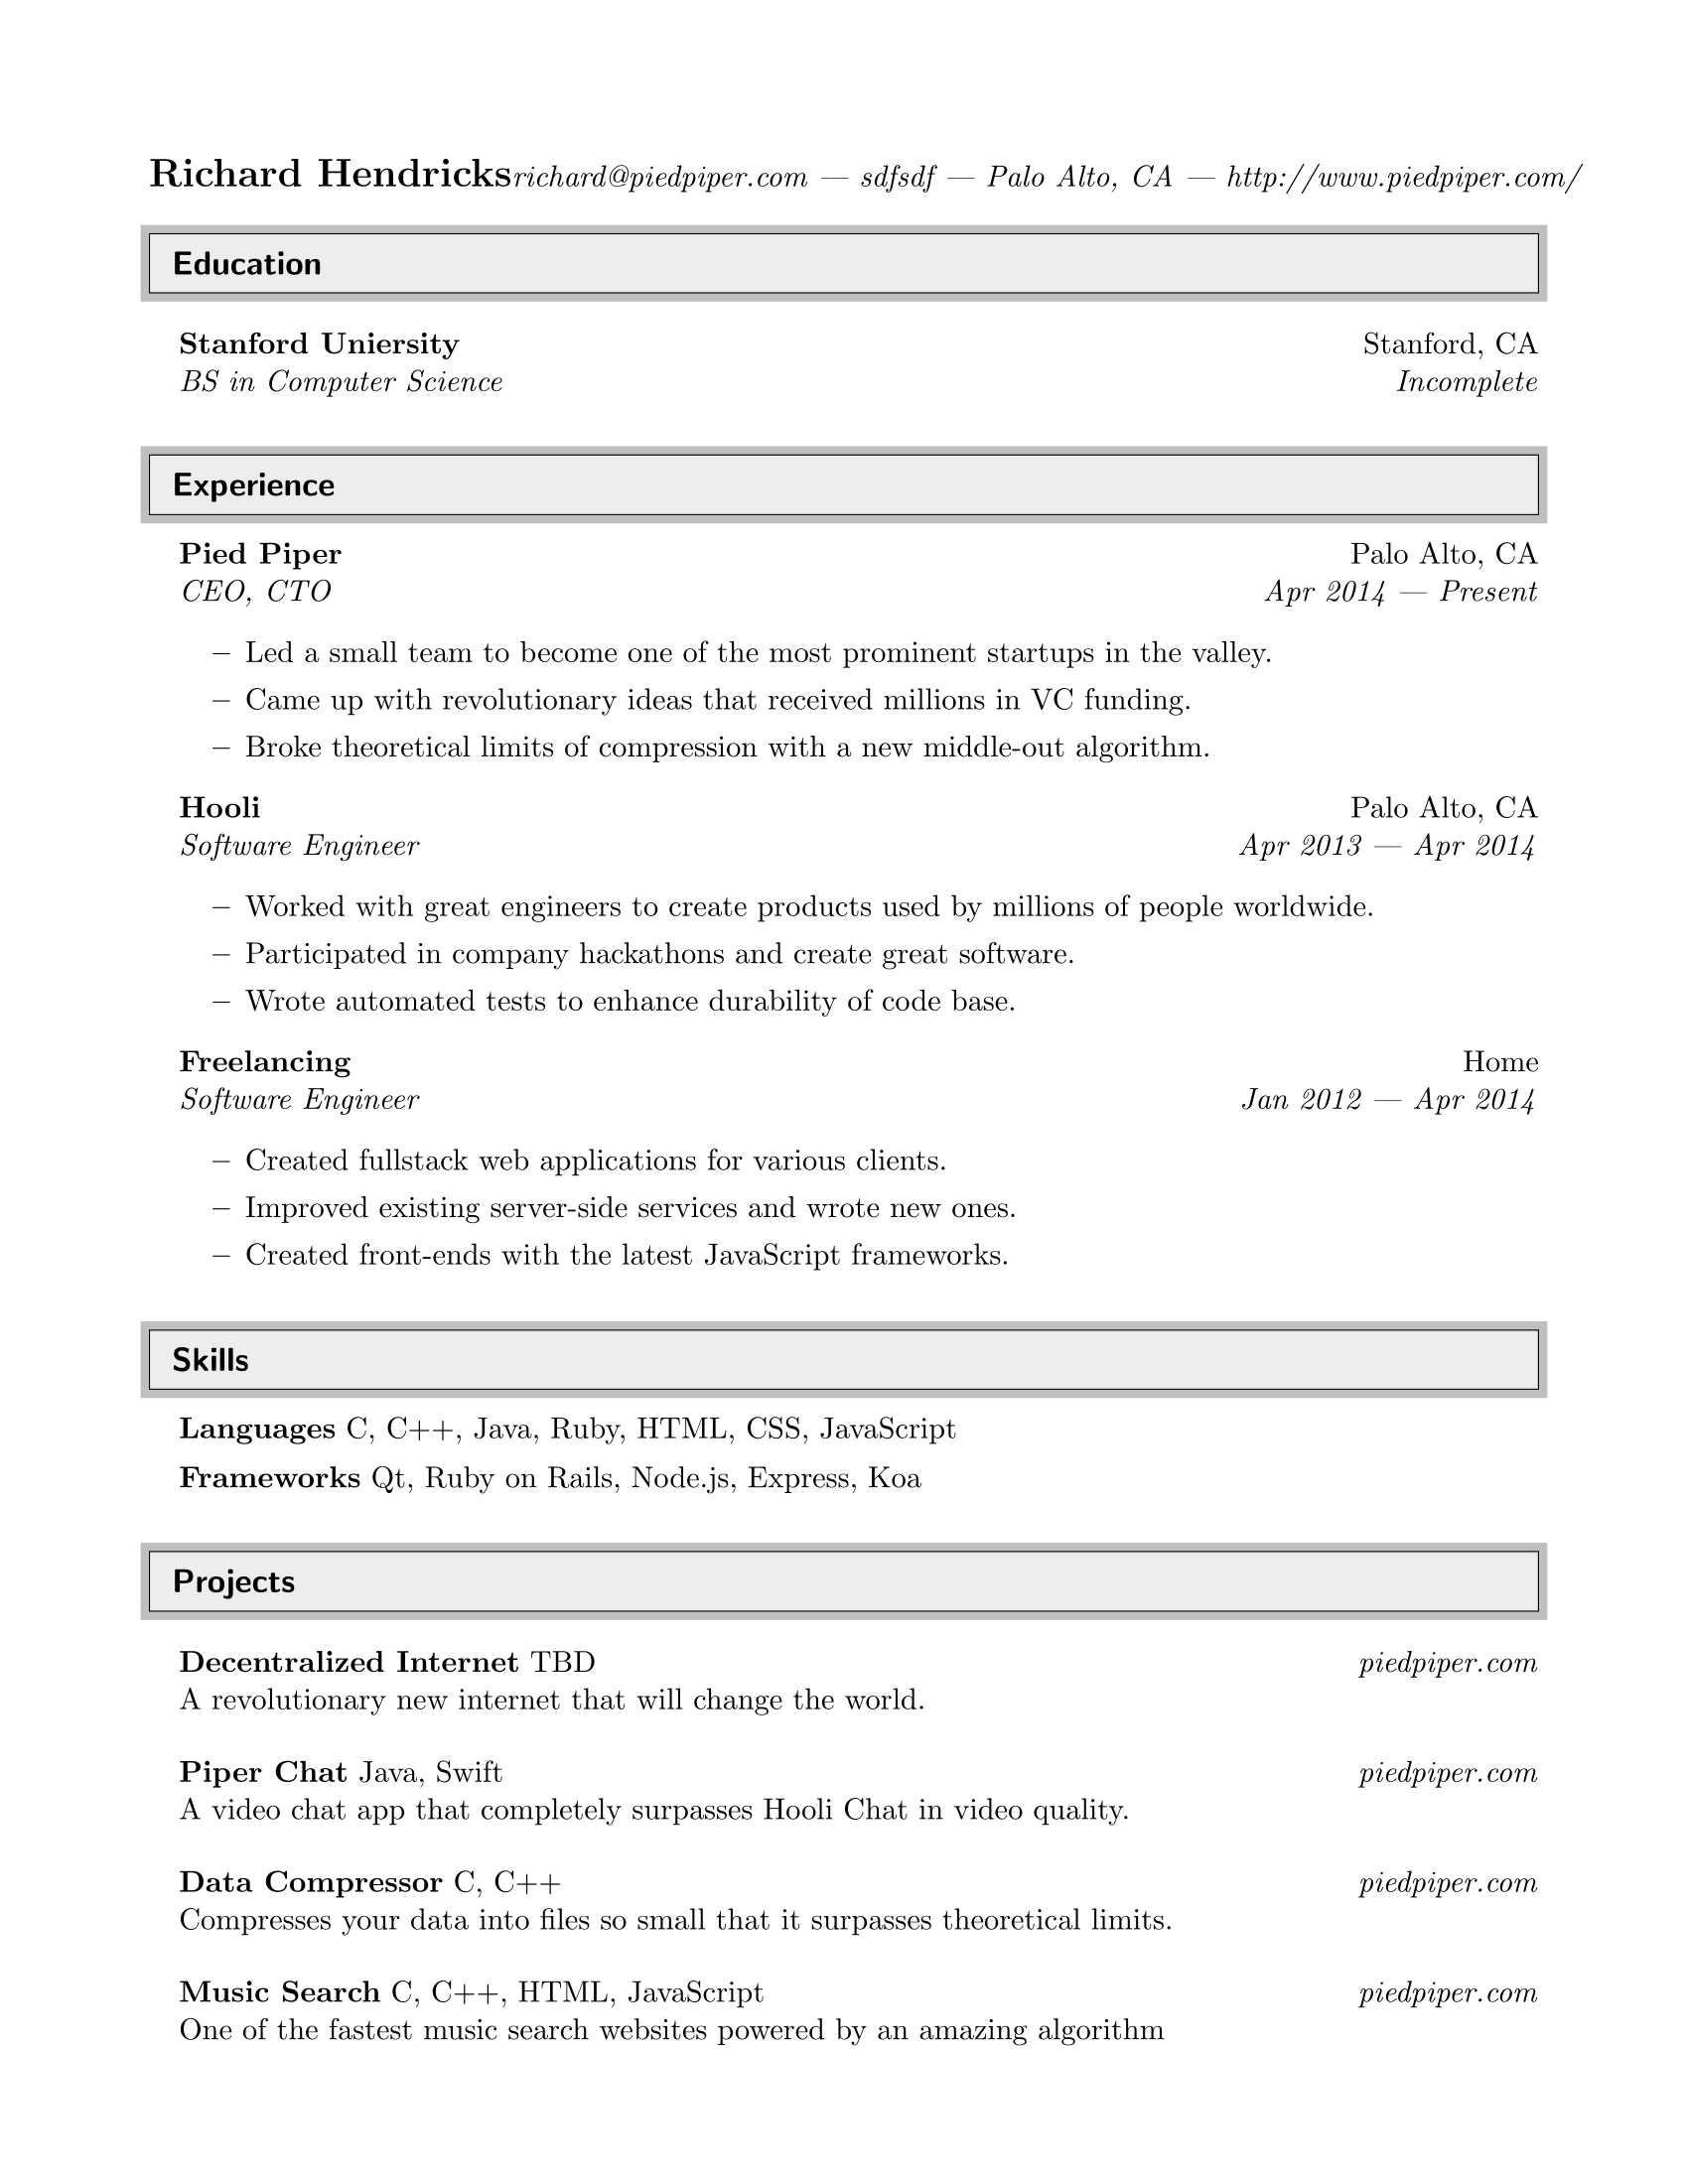 Richard Hendricks richard@piedpiper.com — sdfsdf — Palo Alto, CA — http://www.piedpiper.com/
Education
Stanford Uniersity Stanford, CA
BS in Computer Science Incomplete
Experience
Pied Piper Palo Alto, CA
CEO, CTO Apr 2014 — Present
– Led a small team to become one of the most prominent startups in the valley.
– Came up with revolutionary ideas that received millions in VC funding.
– Broke theoretical limits of compression with a new middle-out algorithm.
Hooli Palo Alto, CA
Software Engineer Apr 2013 — Apr 2014
– Worked with great engineers to create products used by millions of people worldwide.
– Participated in company hackathons and create great software.
– Wrote automated tests to enhance durability of code base.
Freelancing Home
Software Engineer Jan 2012 — Apr 2014
– Created fullstack web applications for various clients.
– Improved existing server-side services and wrote new ones.
– Created front-ends with the latest JavaScript frameworks.
Skills
Languages C, C++, Java, Ruby, HTML, CSS, JavaScript
Frameworks Qt, Ruby on Rails, Node.js, Express, Koa
Projects
Decentralized Internet TBD piedpiper.com
A revolutionary new internet that will change the world.
Piper Chat Java, Swift piedpiper.com
A video chat app that completely surpasses Hooli Chat in video quality.
Data Compressor C, C++ piedpiper.com
Compresses your data into files so small that it surpasses theoretical limits.
Music Search C, C++, HTML, JavaScript piedpiper.com
One of the fastest music search websites powered by an amazing algorithm